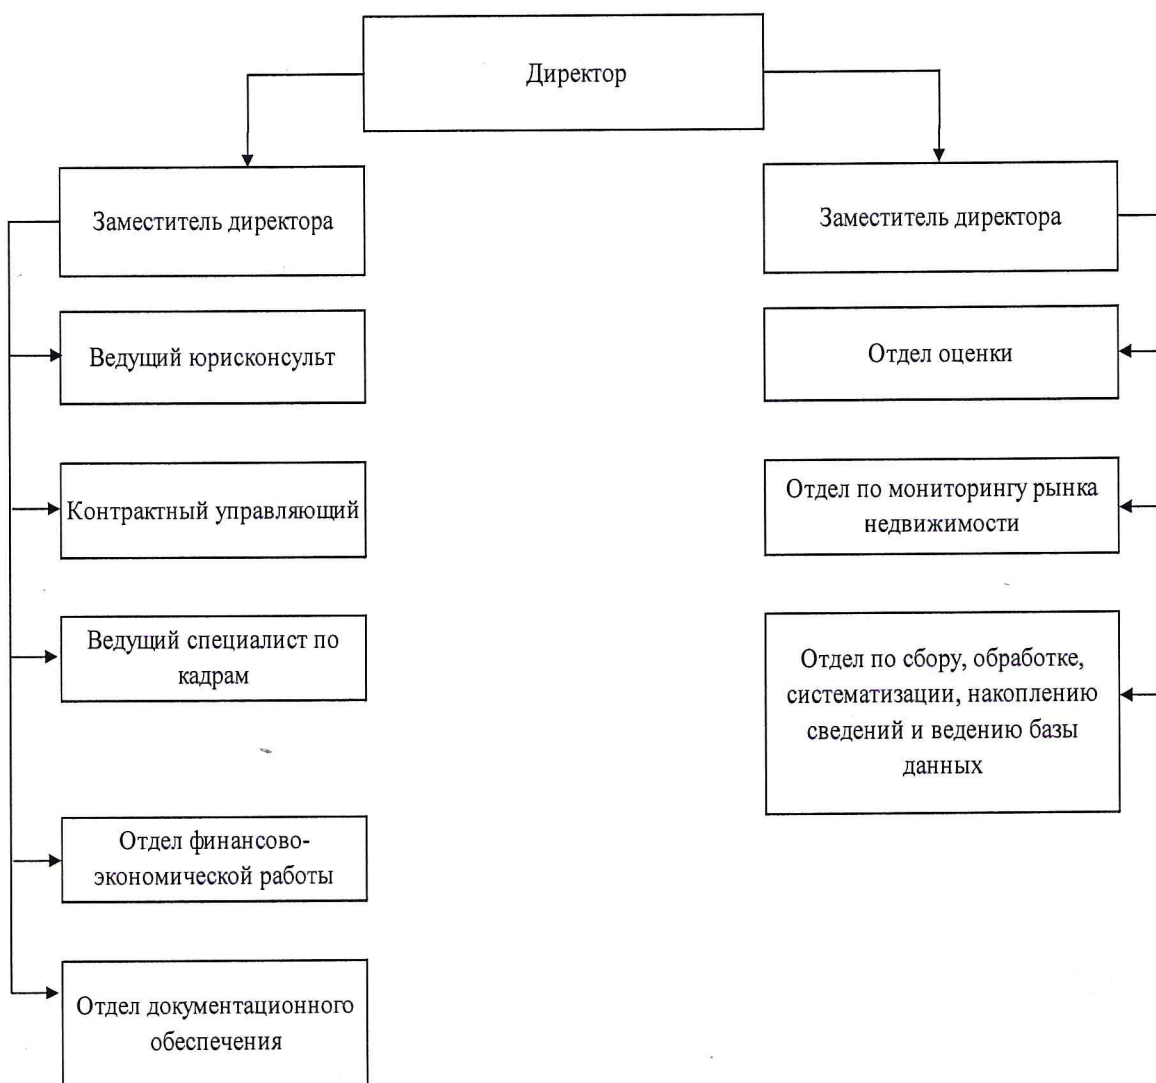 Директор
Заместитель директора
Заместитель директора
Ведущий юрисконсульт
Отдел оценки
Контрактный управляющий
Отдел по мониторингу рынка
недвижимости
Ведущий специалист по
кадрам
Отдел по сбору, обработке,
систематизации, накоплению
сведений и ведению базы
данных
Отдел финансово-
экономической работы
Отдел документационного
обеспечения